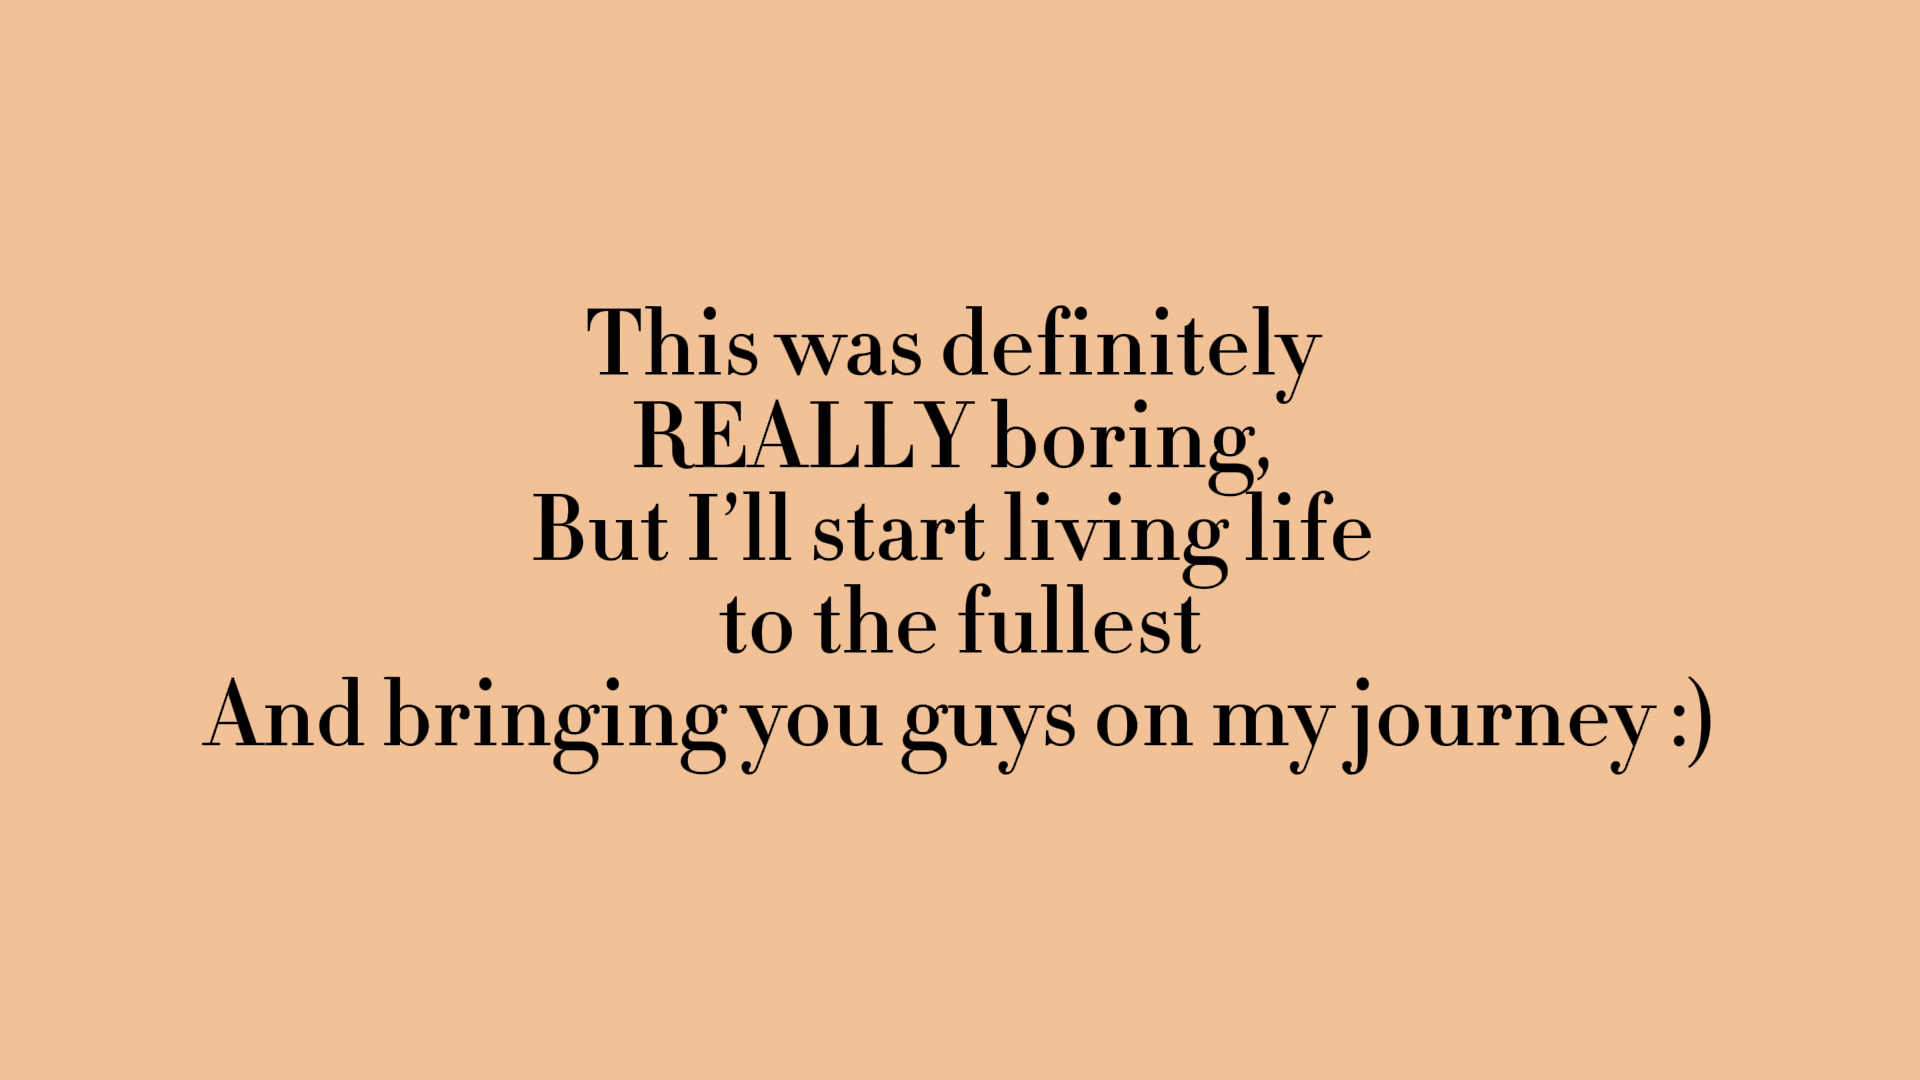 This was definitely
REALLY boring,
But I’ll start living life
to the fullest
And bringing you guys on my journey :)